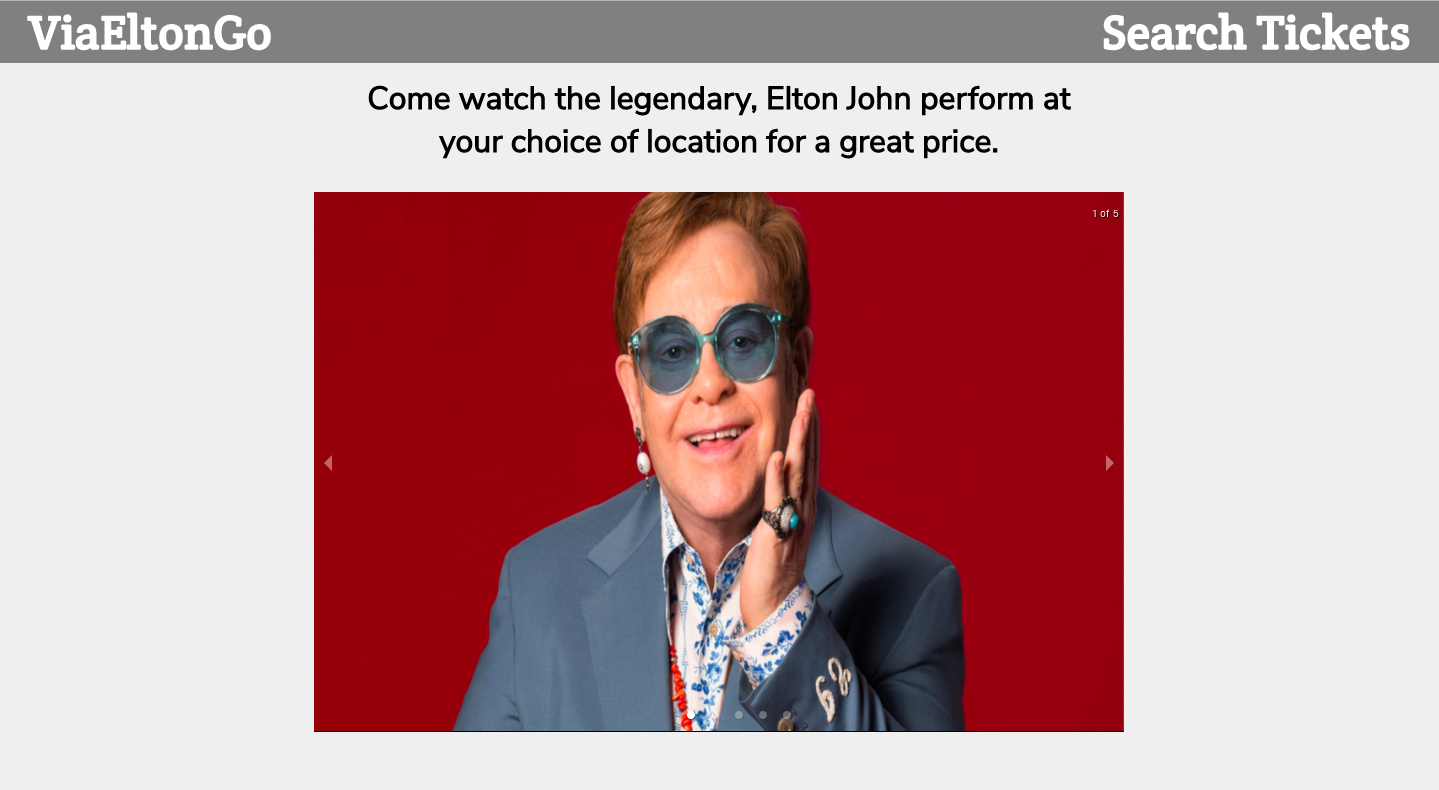 ViaEltonGo
Search Tickets
Come watch the legendary, Elton John perform at
your choice of location for a great price.
1 of 5